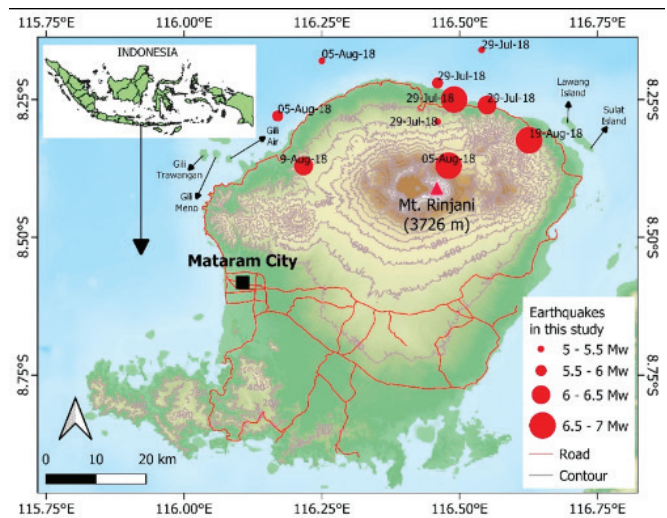 115.75°E 116.00°E 116.25°E 116.50°E 116.75°E
INDONESIA
29-Jul-18
05-Aug-18
29-Jul-18
Lawang
Island
8.25°S
8.25°S
29-Jul-18
29-Jul-18
05-Aug-18
Sulat
Island
29-Jul-18
19-Aug-18
Gili
Air
9-Aug-18
05-Aug-18
Gili
Trawangan
Gili
Meno
Mt. Rinjani
(3726 m)
8.50°S
8.50°S
Mataram City
600
Earthquakes
in this study
5 - 5.5 Mw
5.5 - 6 Mw
6 - 6.5 Mw
6.5 - 7 Mw
Road
Contour
8.75°S
8.75°S
400
400
0 10 20 km
115.75°E 116.00°E 116.25°E 116.50°E 116.75°E